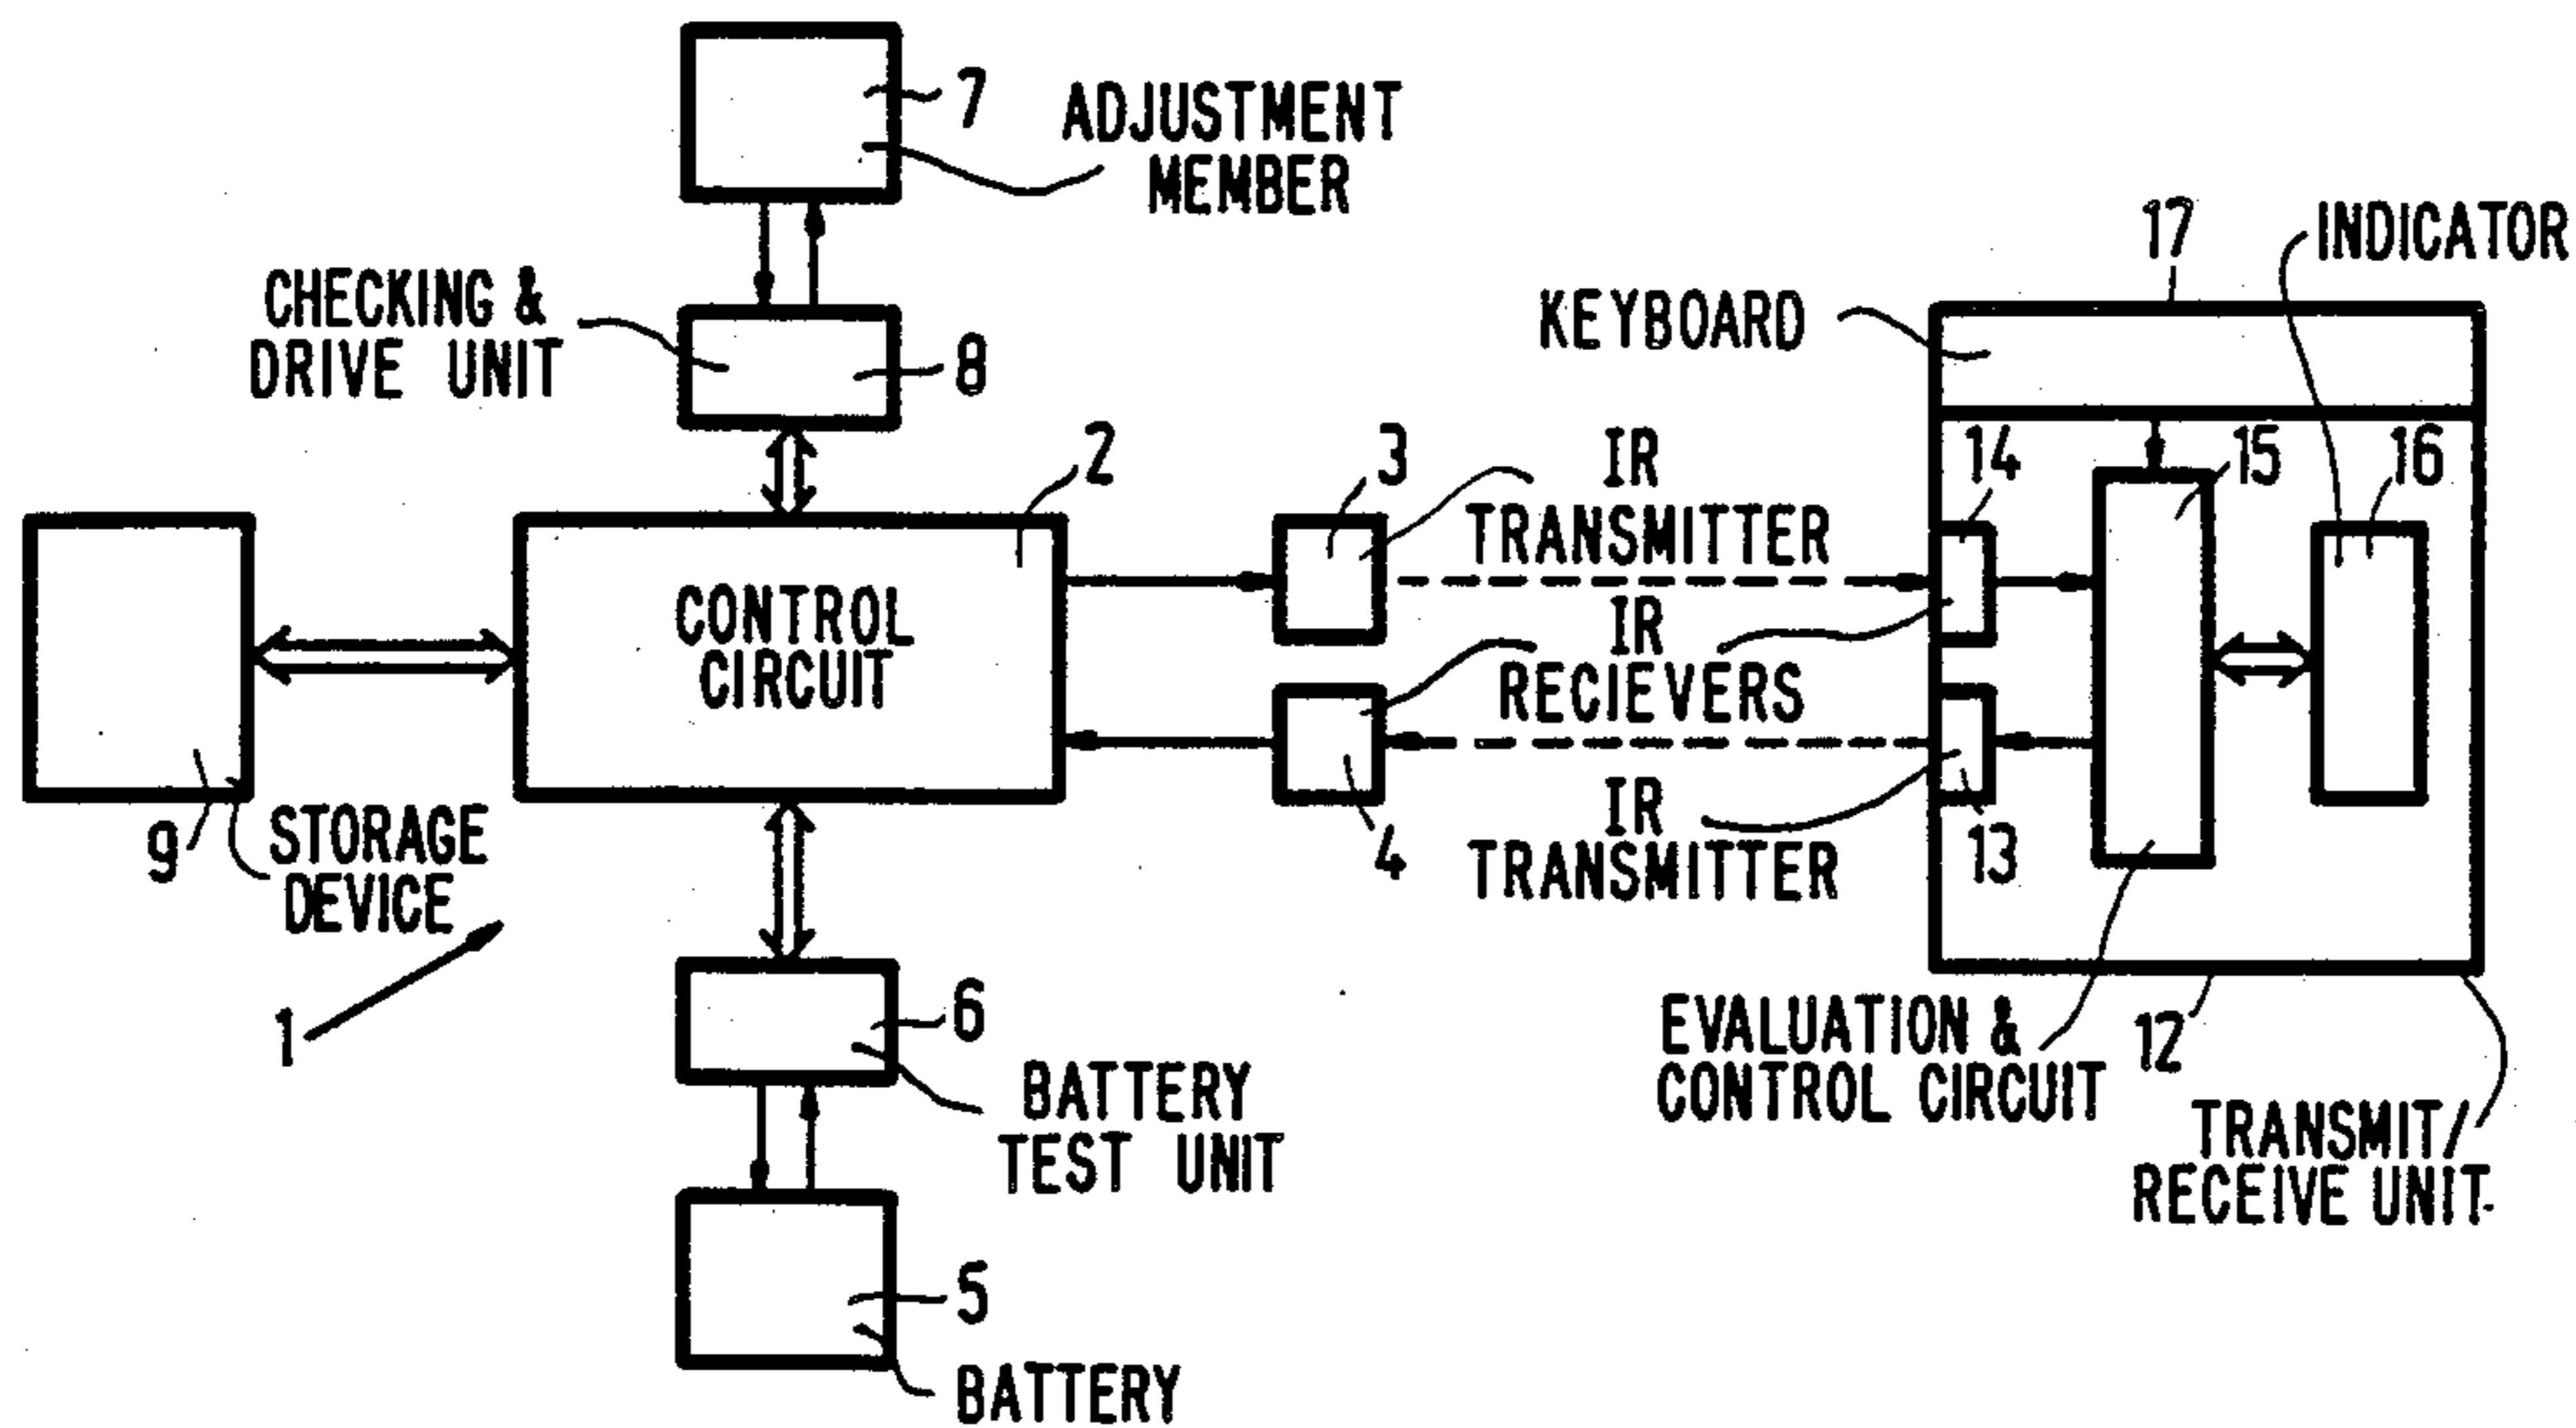 7
ADJUSTMENT
MEMBER
CHECKING &
DRIVE UNIT
8
2
CONTROL
CIRCUIT
9
STORAGE
DEVICE
1
6
BATTERY
TEST UNIT
5
BATTERY
3
IR
TRANSMITTER
IR
RECIEVERS
4
IR
TRANSMITTER
KEYBOARD
17
INDICATOR
14
15
16
13
EVALUATION &
CONTROL CIRCUIT
12
TRANSMIT/
RECEIVE UNIT